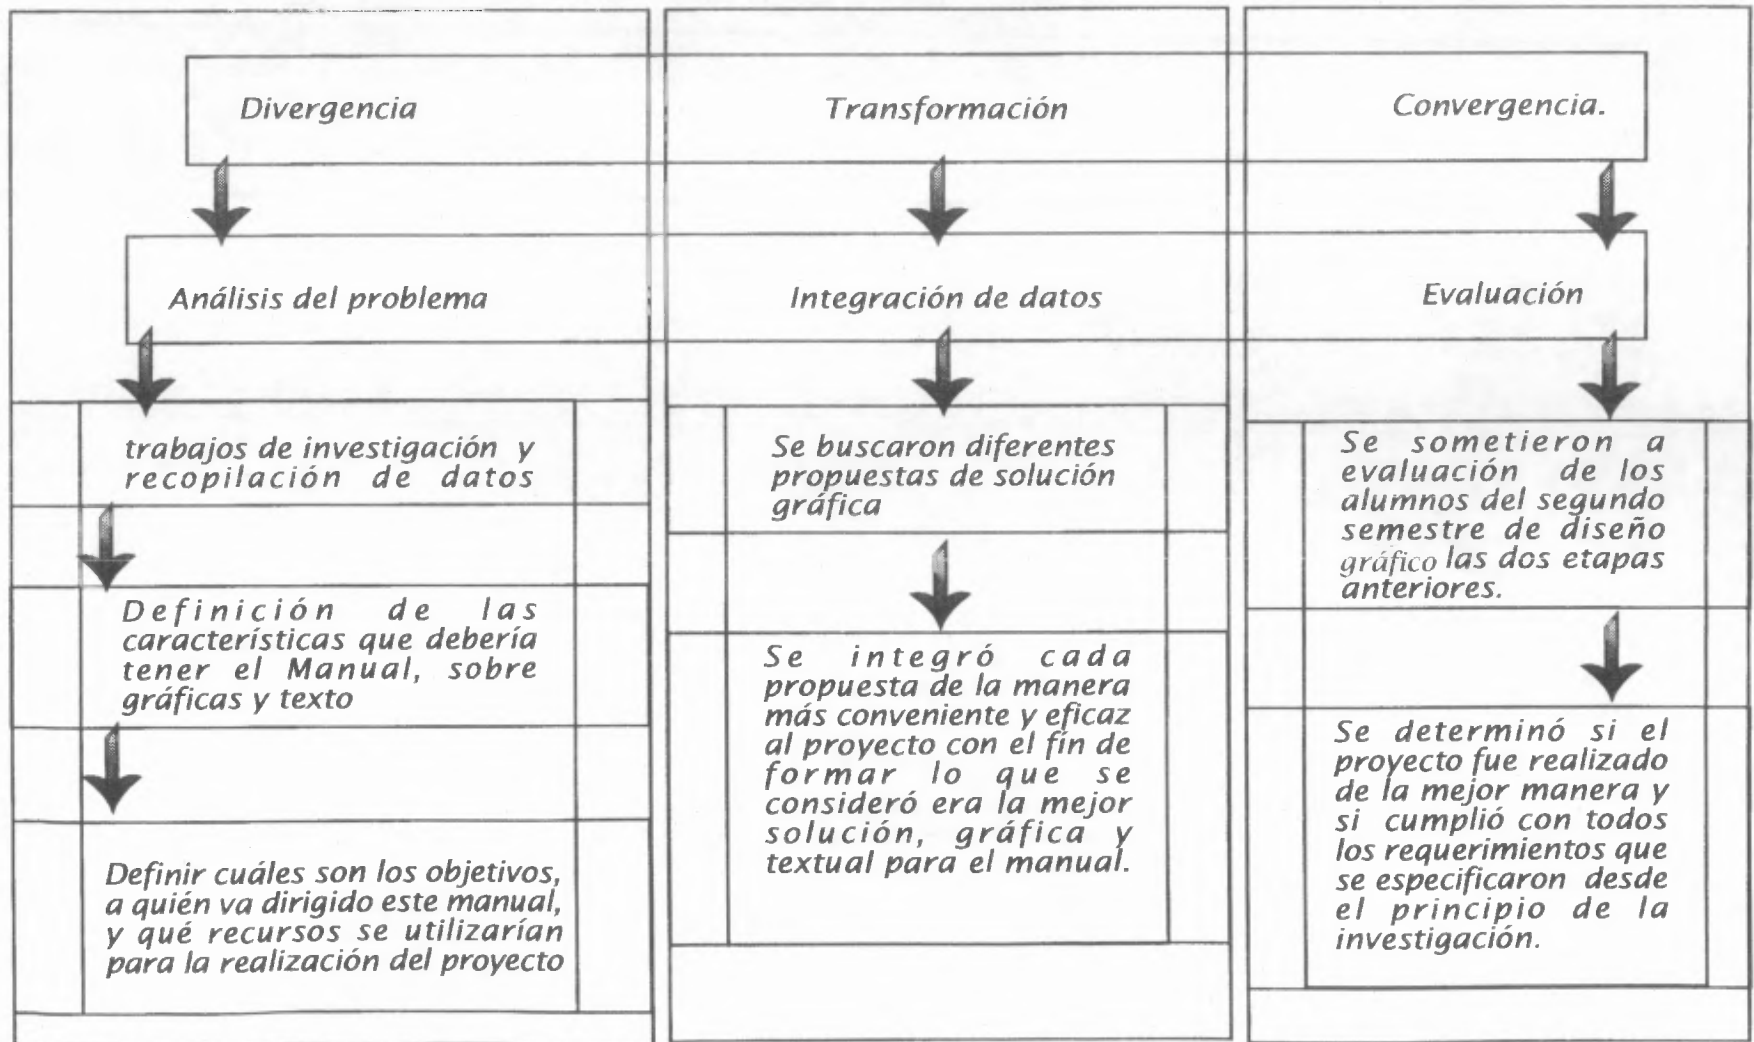 Divergencia
Análisis del problema
trabajos de investigación y
recopilación de datos
Definición de las
características que debería
tener el Manual, sobre
gráficas y texto
Definir cuáles son los objetivos,
a quién va dirigido este manual,
y qué recursos se utilizarían
para la realización del proyecto
Transformación
Integración de datos
Se buscaron diferentes
propuestas de solución
gráfica
Se integró cada
propuesta de la manera
más conveniente y eficaz
al proyecto con el fin de
formar lo que se
consideró era la mejor
solución, gráfica y
textual para el manual.
Convergencia.
Evaluación
Se sometieron a
evaluación de los
alumnos del segundo
semestre de diseño
gráfico las dos etapas
anteriores.
Se determinó si el
proyecto fue realizado
de la mejor manera y
si cumplió con todos
los requerimientos que
se especificaron desde
el principio de la
investigación.